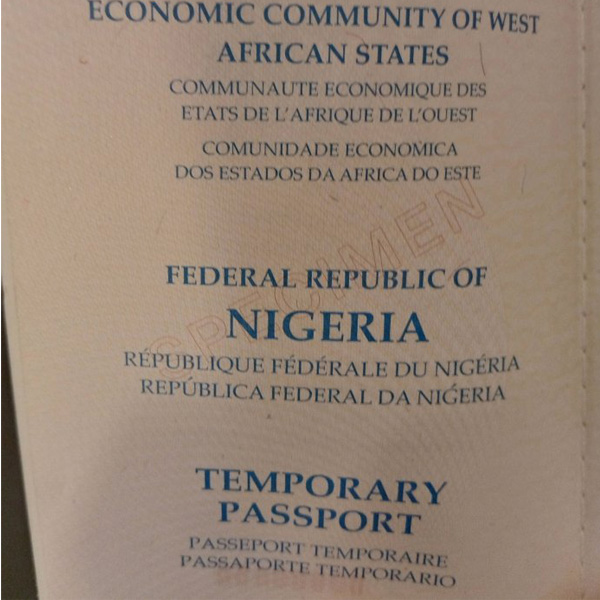 ECONOMIC COMMUNITY OF WEST
AFRICAN STATES
COMMUNAUTE ECONOMIQUE DES
ETATS DE L'AFRIQUE DE L'OUEST
COMUNIDADE ECONOMICA
DOS ESTADOS DA AFRICA DO ESTE
SPECIMEN
FEDERAL REPUBLIC OF
NIGERIA
RÉPUBLIQUE FÉDÉRALE DU NIGÉRIA
REPÚBLICA FEDERAL DA NIǴERIA
TEMPORARY
PASSPORT
PASSEPORT TEMPORAIRE
PASSAPORTE TEMPORARIO